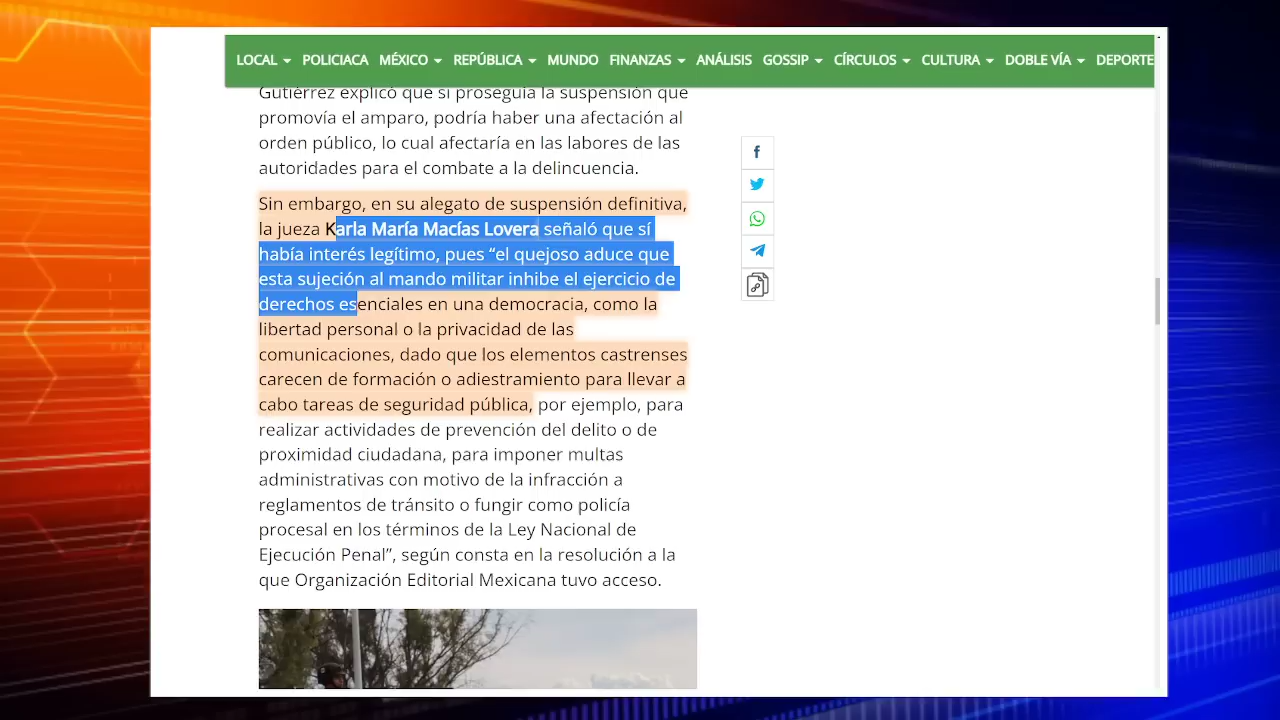 LOCAL POLICIACA MÉXICO REPÚBLICA MUNDO FINANZAS ANÁLISIS GOSSIP CÍRCULOS CULTURA DOBLE VÍA DEPORTE
Gutiérrez explicó que si proseguía la suspensión que
promovía el amparo, podría haber una afectación al
orden público, lo cual afectaría en las labores de las
autoridades para el combate a la delincuencia.
Sin embargo, en su alegato de suspensión definitiva,
la jueza Karla María Macías Lovera señaló que sí
había interés legítimo, pues “el quejoso aduce que
esta sujeción al mando militar inhibe el ejercicio de
derechos esenciales en una democracia, como la
libertad personal o la privacidad de las
comunicaciones, dado que los elementos castrenses
carecen de formación o adiestramiento para llevar a
cabo tareas de seguridad pública, por ejemplo, para
realizar actividades de prevención del delito o de
proximidad ciudadana, para imponer multas
administrativas con motivo de la infracción a
reglamentos de tránsito o fungir como policía
procesal en los términos de la Ley Nacional de
Ejecución Penal”, según consta en la resolución a la
que Organización Editorial Mexicana tuvo acceso.